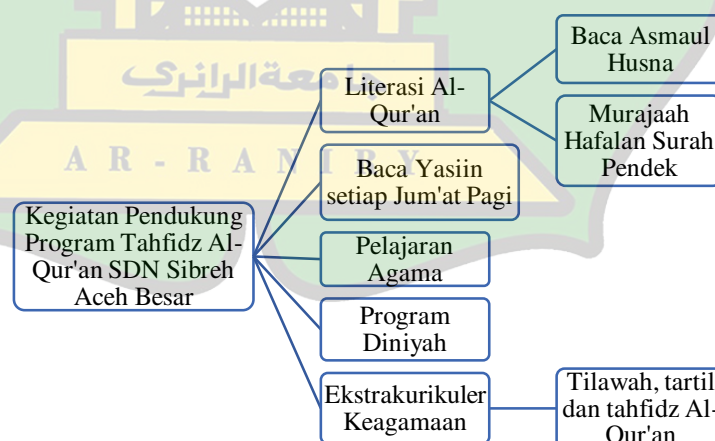 جامعة الرانري
A R - R A N I R Y
Kegiatan Pendukung
Program Tahfidz Al-
Qur'an SDN Sibreh
Aceh Besar
Literasi Al-
Qur'an
Baca Asmaul
Husna
Murajaah
Hafalan Surah
Pendek
Baca Yasiin
setiap Jum'at Pagi
Pelajaran
Agama
Program
Diniyah
Ekstrakurikuler
Keagamaan
Tilawah, tartil
dan tahfidz Al-
Qur'an